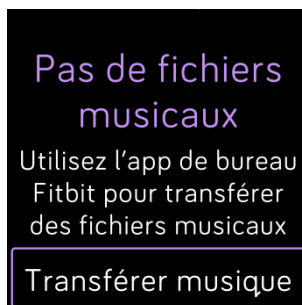 Pas de fichiers
musicaux
Utilisez l'app de bureau
Fitbit pour transférer
des fichiers musicaux
Transférer musique